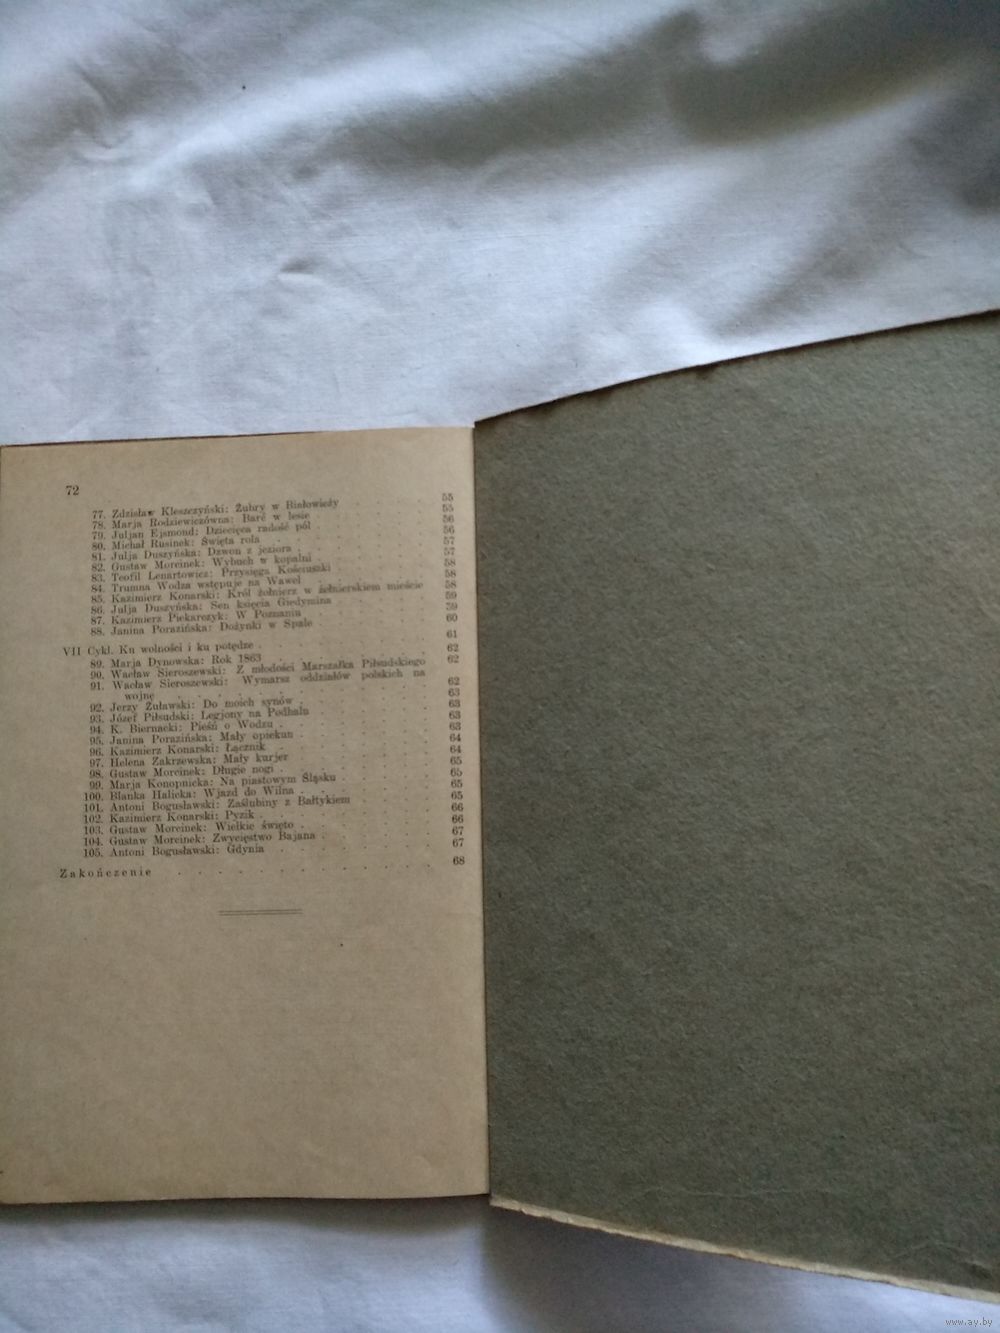 72
77. Zdzisław Kleszczyński: Żubry w Białowieży 55
78. Marja Rodziewiczówna: Barć w lesie 55
79. Juljan Ejsmond: Dziecięca radość pól 56
80. Michał Rusinek: Święta rola 56
81. Julja Duszyńska: Dzwon z jeziora 57
82. Gustaw Morcinek: Wybuch w kopalni 57
83. Teofil Lenartowicz: Przysięga Kościuszki 58
84. Trumna Wodza wstępuje na Wawel 58
85. Kazimierz Konarski: Król żołnierz w żołnierskiem mieście 58
86. Julja Duszyńska: Sen księcia Giedymina 59
87. Kazimierz Piekarczyk: W Poznaniu 59
88. Janina Porazińska: Dożynki w Spale 60
VII Cykl. Ku wolności i ku potędze 61
89. Marja Dynowska: Rok 1863 62
90. Wacław Sieroszewski: Z młodości Marszałka Piłsudskiego 62
91. Wacław Sieroszewski: Wymarsz oddziałów polskich na
wojnę 62
92. Jerzy Żuławski: Do moich synów 63
93. Józef Piłsudski: Legjony na Podhalu 63
94. K. Biernacki: Pieśń o Wodzu 63
95. Janina Porazińska: Mały opiekun 63
96. Kazimierz Konarski: Łącznik 64
97. Helena Zakrzewska: Mały kurjer 64
98. Gustaw Morcinek: Długie nogi 65
99. Marja Konopnicka: Na piastowym Śląsku 65
100. Blanka Halicka: Wjazd do Wilna 65
101. Antoni Bogusławski: Zaślubiny z Bałtykiem 65
102. Kazimierz Konarski: Pyzik 66
103. Gustaw Morcinek: Wielkie święto 66
104. Gustaw Morcinek: Zwycięstwo Bajana 67
105. Antoni Bogusławski: Gdynia 67
Zakończenie 68
www.ay.by